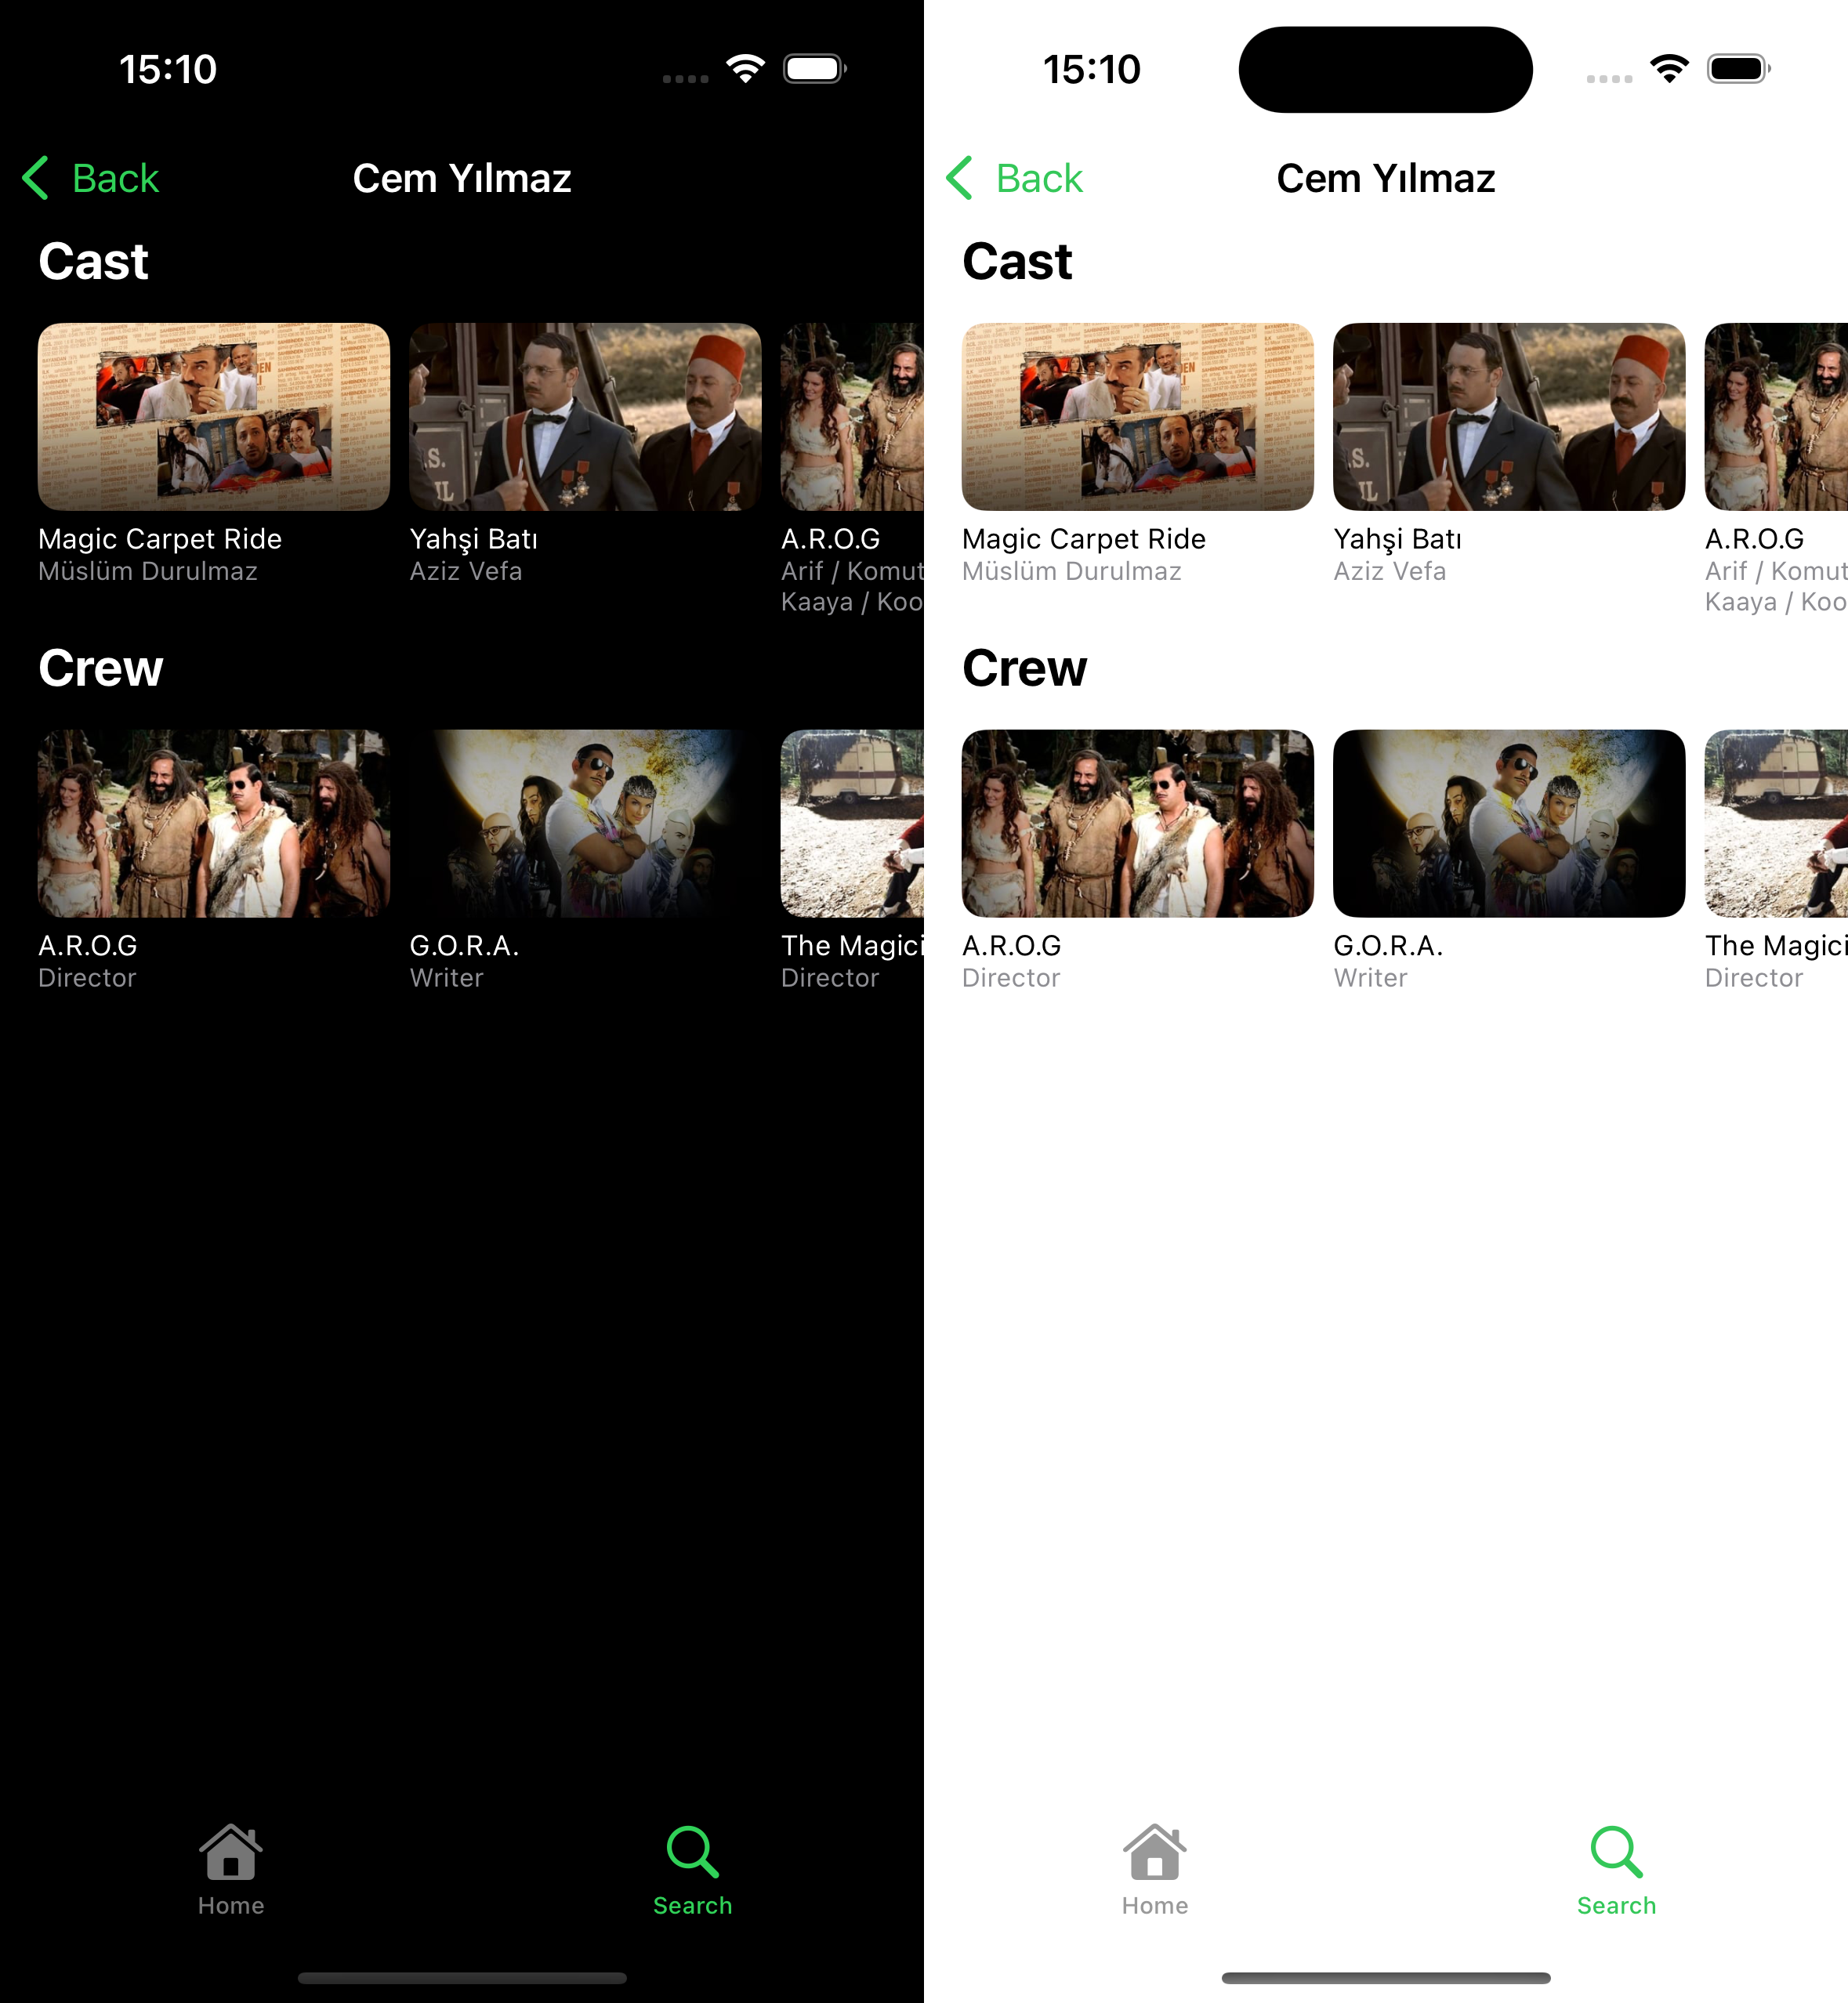 15:10
Back
Cem Yılmaz
Cast
Magic Carpet Ride
Müslüm Durulmaz
Yahşi Batı
Aziz Vefa
A.R.O.G
Arif / Komut
Kaaya / Koo
Crew
A.R.O.G
Director
G.O.R.A.
Writer
The Magici
Director
Home
Search
15:10
Back
Cem Yılmaz
Cast
Magic Carpet Ride
Müslüm Durulmaz
Yahşi Batı
Aziz Vefa
A.R.O.G
Arif / Komut
Kaaya / Koo
Crew
A.R.O.G
Director
G.O.R.A.
Writer
The Magici
Director
Home
Search